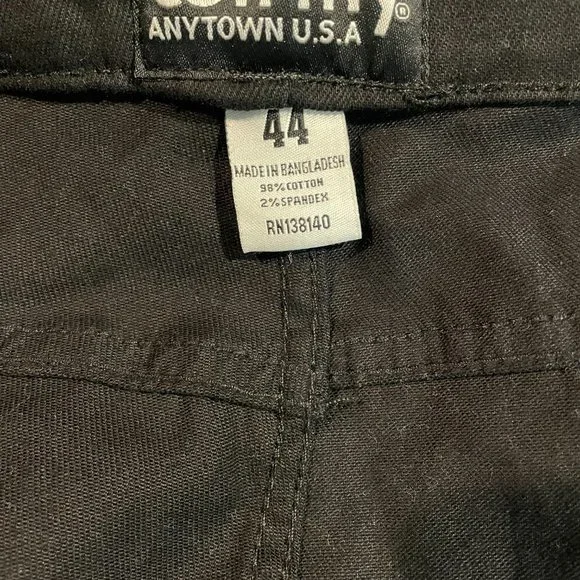 ANYTOWN U.S.A
44
MADE IN BANGLADESH
98% COTTON
2% SPANDEX
RN138140